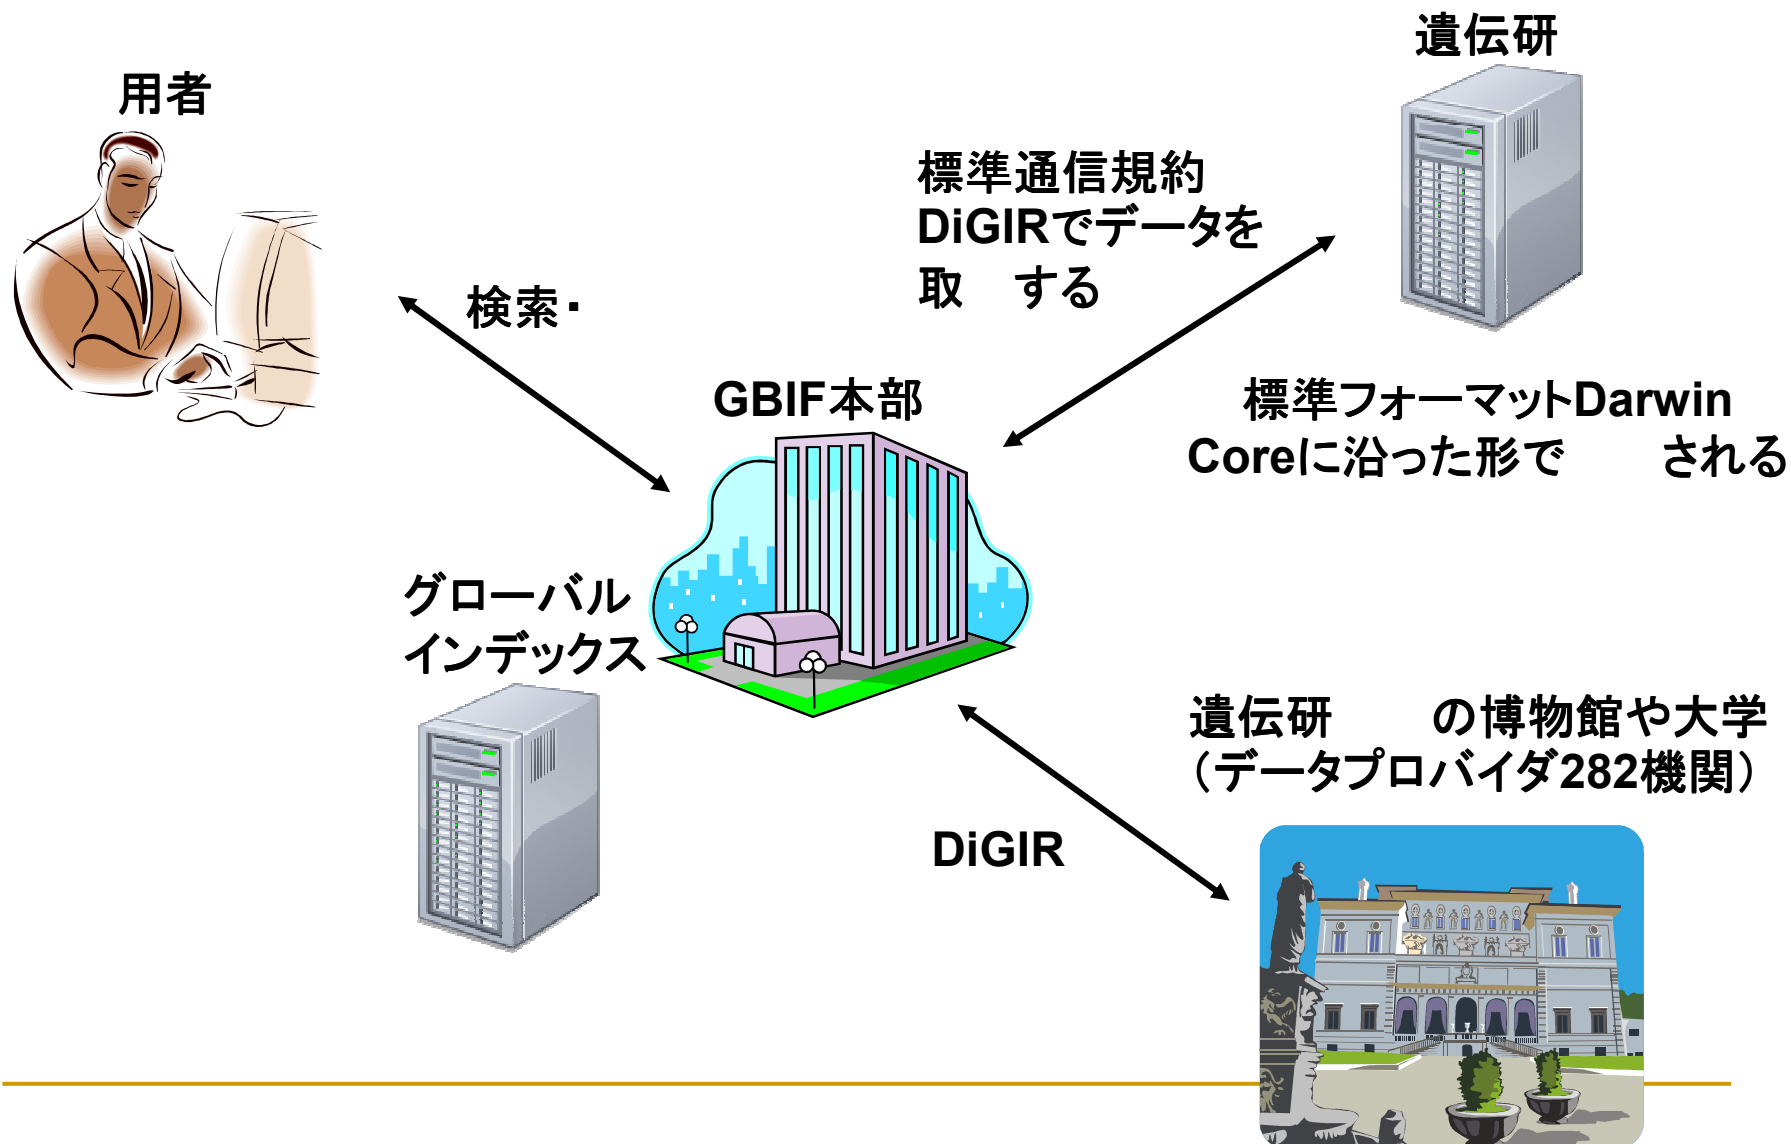 遺伝研
用者
標準通信規約
DiGIRでデータを
取　する
検索・
GBIF本部
標準フォーマットDarwin
Coreに沿った形で　　される
グローバル
インデックス
遺伝研　　の博物館や大学
（データプロバイダ282機関）
DiGIR